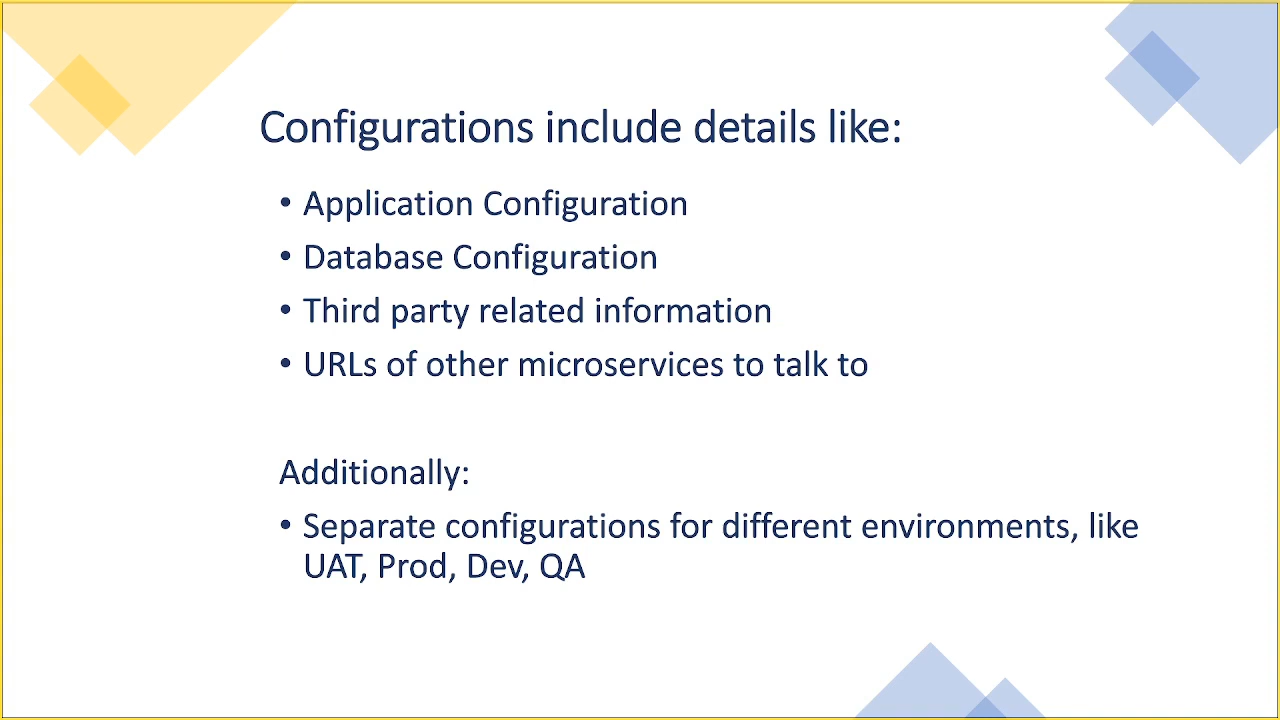 Configurations include details like:
• Application Configuration
• Database Configuration
• Third party related information
• URLs of other microservices to talk to
Additionally:
• Separate configurations for different environments, like
UAT, Prod, Dev, QA